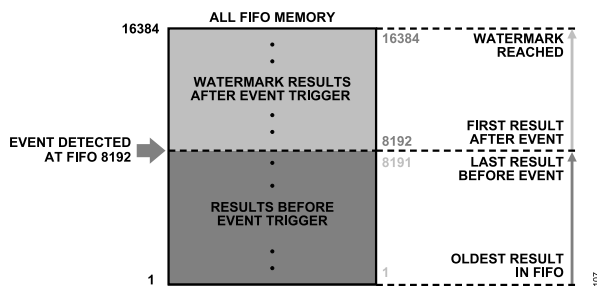 ALL FIFO MEMORY
16384
16384
WATERMARK
REACHED
WATERMARK RESULTS
AFTER EVENT TRIGGER
FIRST RESULT
AFTER EVENT
8192
EVENT DETECTED
AT FIFO 8192
8191
LAST RESULT
BEFORE EVENT
RESULTS BEFORE
EVENT TRIGGER
OLDEST RESULT
IN FIFO
1
1
107